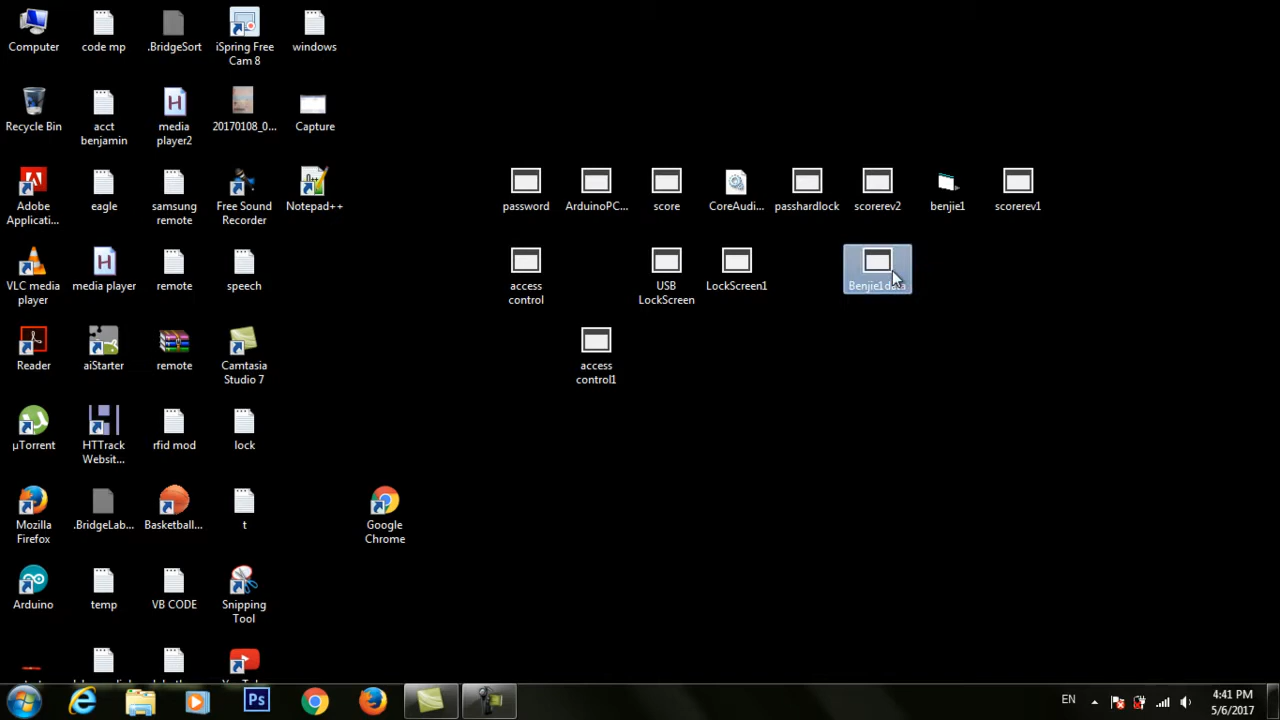 Computer
code mp
.BridgeSort
iSpring Free
Cam 8
windows
Recycle Bin
acct
benjamin
media
player2
20170108_0...
Capture
Adobe
Applicati...
eagle
samsung
remote
Free Sound
Recorder
Notepad++
password
ArduinoPC...
score
CoreAudi...
passhardlock
scorerev2
benjie1
scorerev1
VLC media
player
media player
remote
speech
access
control
USB
LockScreen
LockScreen1
Benjie1data
Reader
aiStarter
remote
Camtasia
Studio 7
access
control1
µTorrent
HTTrack
Websit...
rfid mod
lock
Mozilla
Firefox
.BridgeLab...
Basketball...
t
Google
Chrome
Arduino
temp
VB CODE
Snipping
Tool
Ps
EN
4:41 PM
5/6/2017